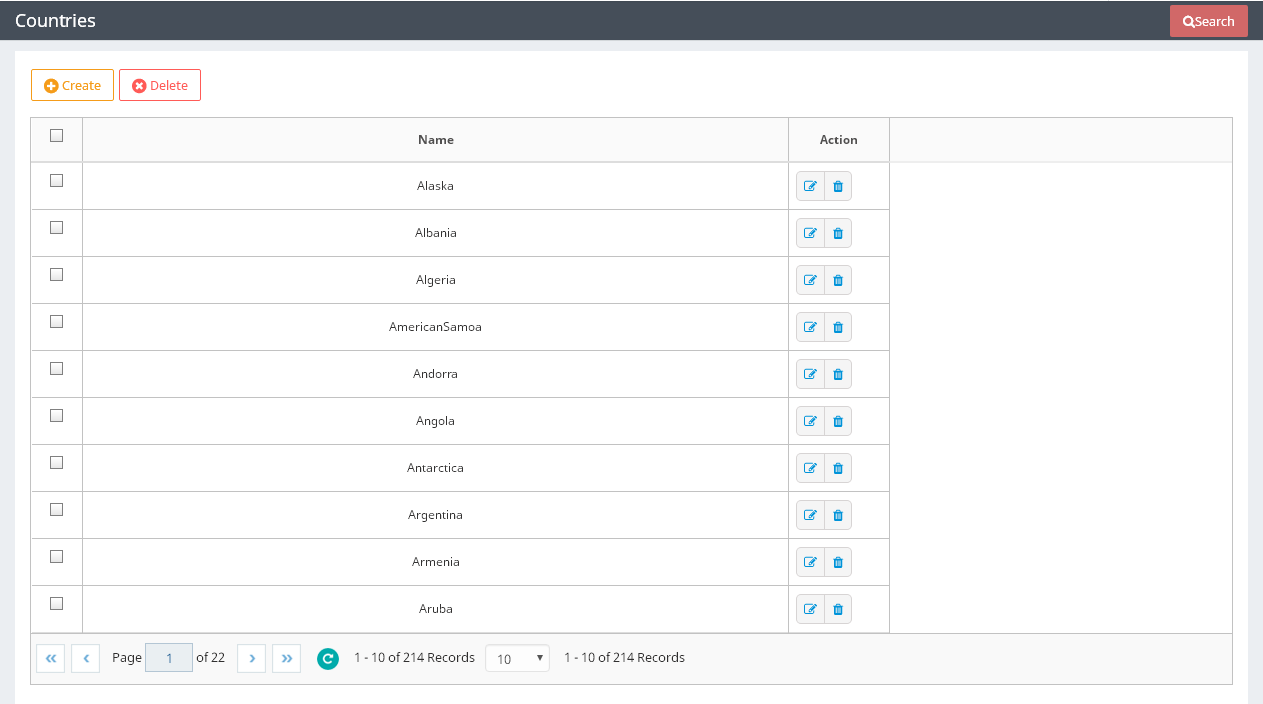 Countries
Search
Create Delete
Name Action
Alaska
Albania
Algeria
AmericanSamoa
Andorra
Angola
Antarctica
Argentina
Armenia
Aruba
« ‹ Page 1 of 22 › » 1 - 10 of 214 Records 10 1 - 10 of 214 Records